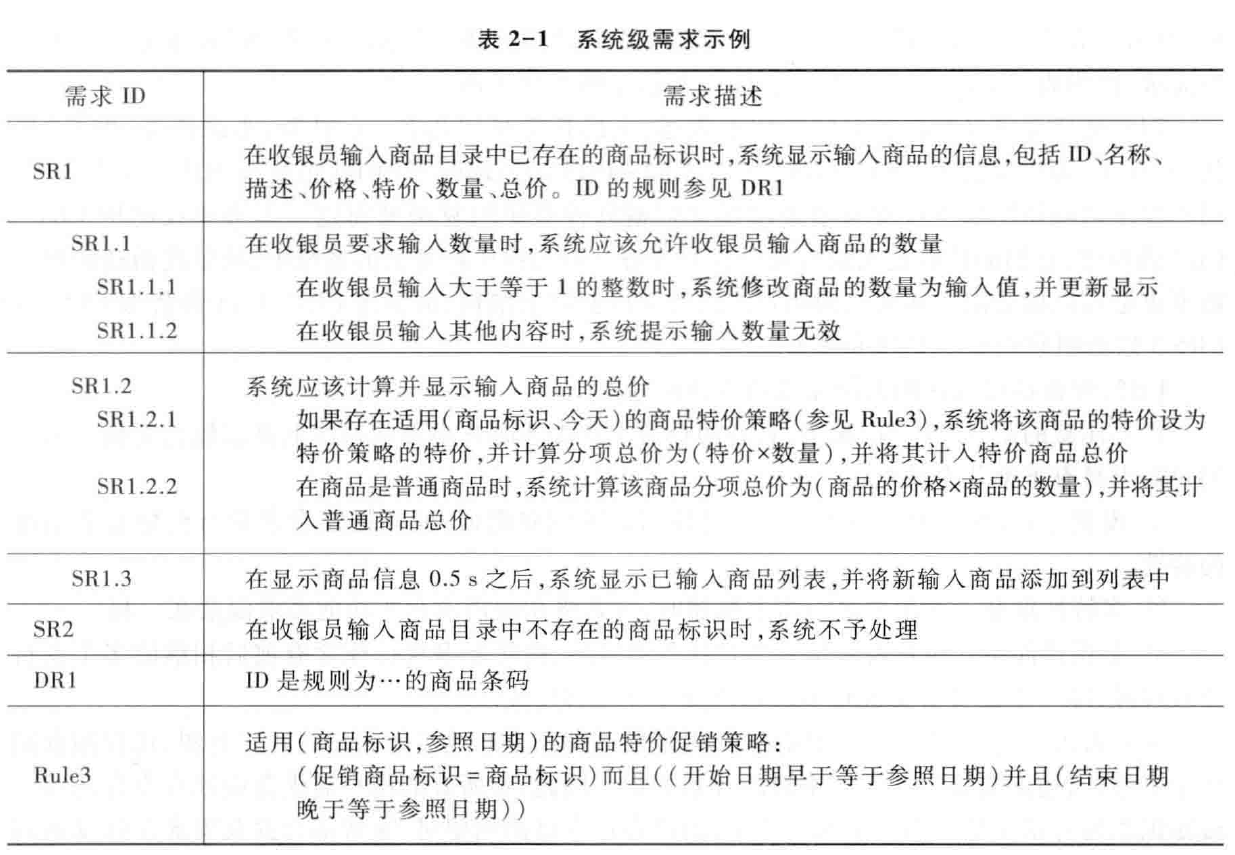 表 2-1 系统级需求示例
需求 ID 需求描述
SR1 在收银员输入商品目录中已存在的商品标识时,系统显示输入商品的信息,包括 ID、名称、
描述、价格、特价、数量、总价。ID 的规则参见 DR1
SR1.1 在收银员要求输入数量时,系统应该允许收银员输入商品的数量
SR1.1.1 在收银员输入大于等于 1 的整数时,系统修改商品的数量为输入值,并更新显示
SR1.1.2 在收银员输入其他内容时,系统提示输入数量无效
SR1.2 系统应该计算并显示输入商品的总价
SR1.2.1 如果存在适用(商品标识、今天)的商品特价策略(参见 Rule3),系统将该商品的特价设为
特价策略的特价,并计算分项总价为(特价×数量),并将其计入特价商品总价
SR1.2.2 在商品是普通商品时,系统计算该商品分项总价为(商品的价格×商品的数量),并将其计
入普通商品总价
SR1.3 在显示商品信息 0.5 s 之后,系统显示已输入商品列表,并将新输入商品添加到列表中
SR2 在收银员输入商品目录中不存在的商品标识时,系统不予处理
DR1 ID 是规则为…的商品条码
Rule3 适用(商品标识,参照日期)的商品特价促销策略:
(促销商品标识=商品标识)而且((开始日期早于等于参照日期)并且(结束日期
晚于等于参照日期))